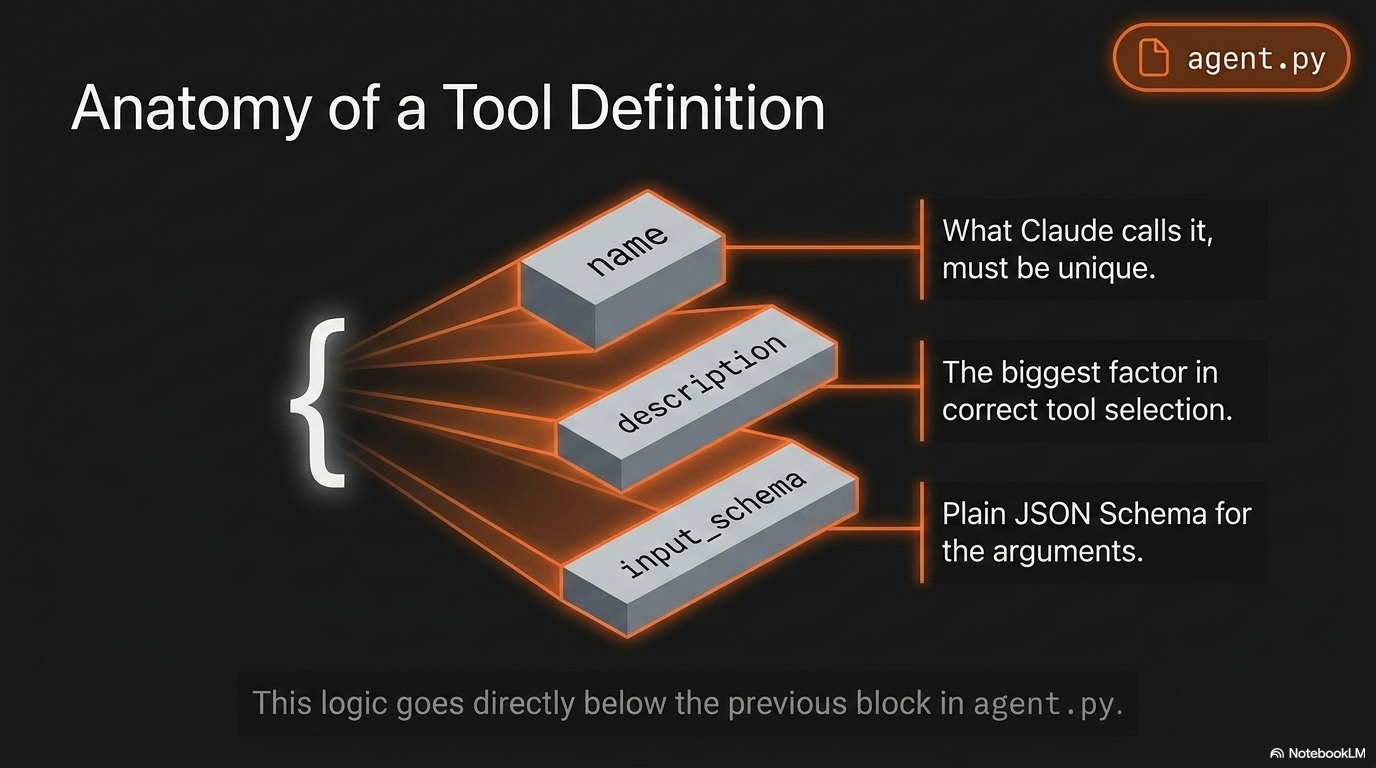 agent.py
Anatomy of a Tool Definition
{
name
What Claude calls it,
must be unique.
description
The biggest factor in
correct tool selection.
input_schema
Plain JSON Schema for
the arguments.
This logic goes directly below the previous block in agent.py.
NotebookLM